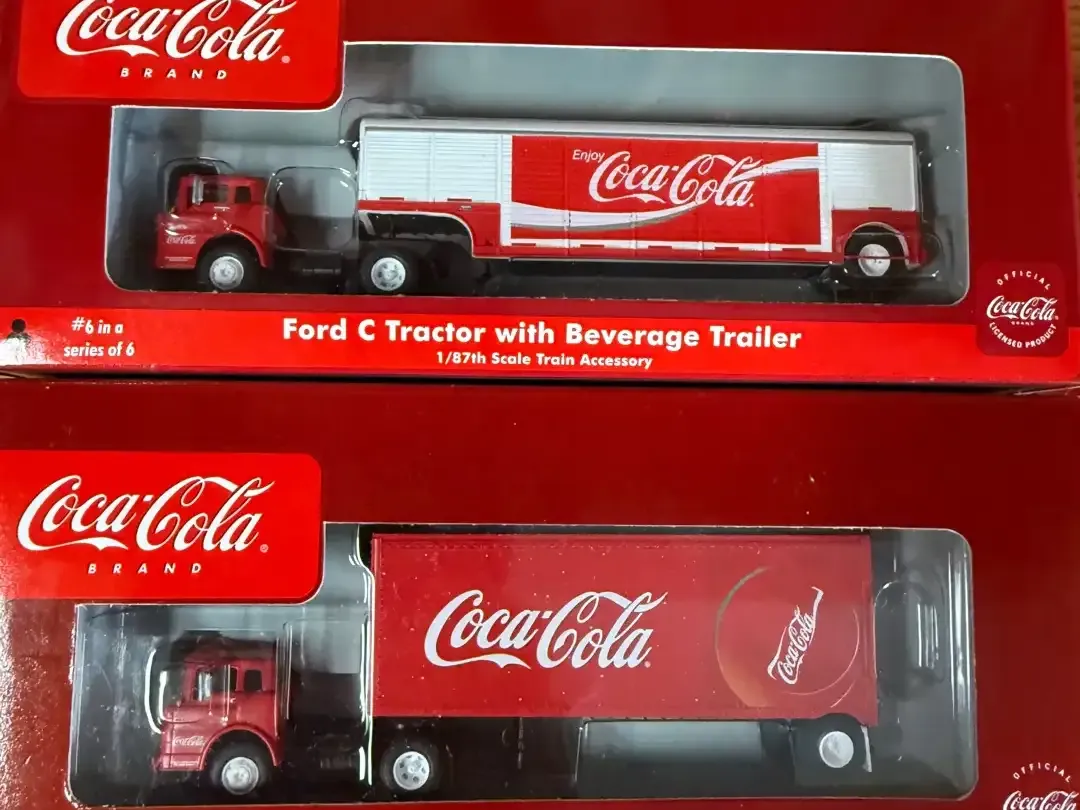 Coca-Cola
BRAND
Enjoy
Coca-Cola
Coca-Cola
#6 in a
series of 6
Ford C Tractor with Beverage Trailer
1/87th Scale Train Accessory
OFFICIAL
Coca-Cola
BRAND
LICENSED PRODUCT
Coca-Cola
BRAND
Coca-Cola
Coca-Cola
Coca-Cola
OFFICIAL
Coca-Cola